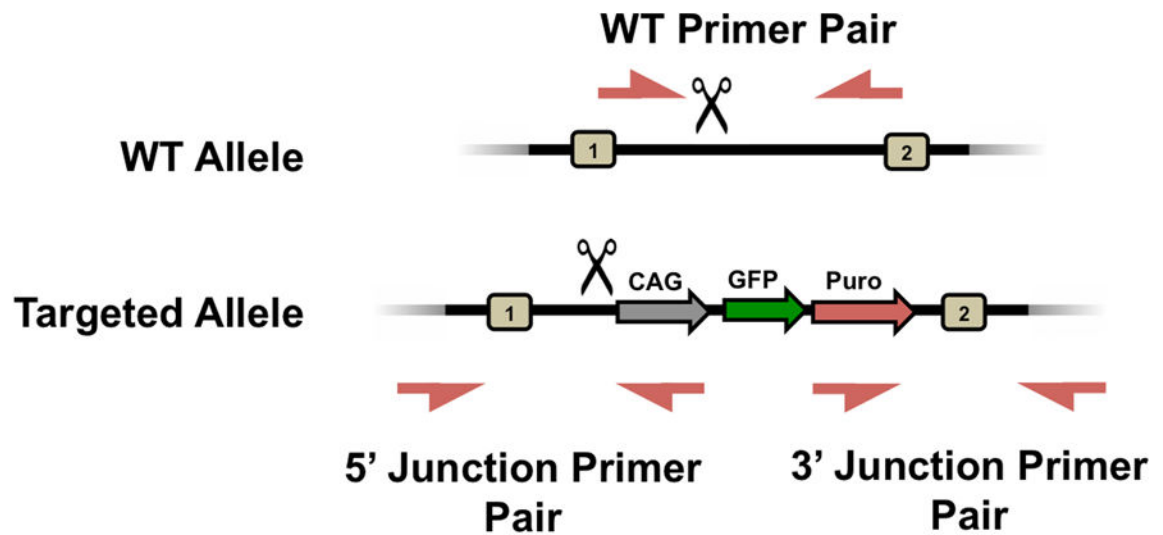 WT Primer Pair
WT Allele
1
2
Targeted Allele
1
CAG
GFP
Puro
2
5’ Junction Primer
Pair
3’ Junction Primer
Pair